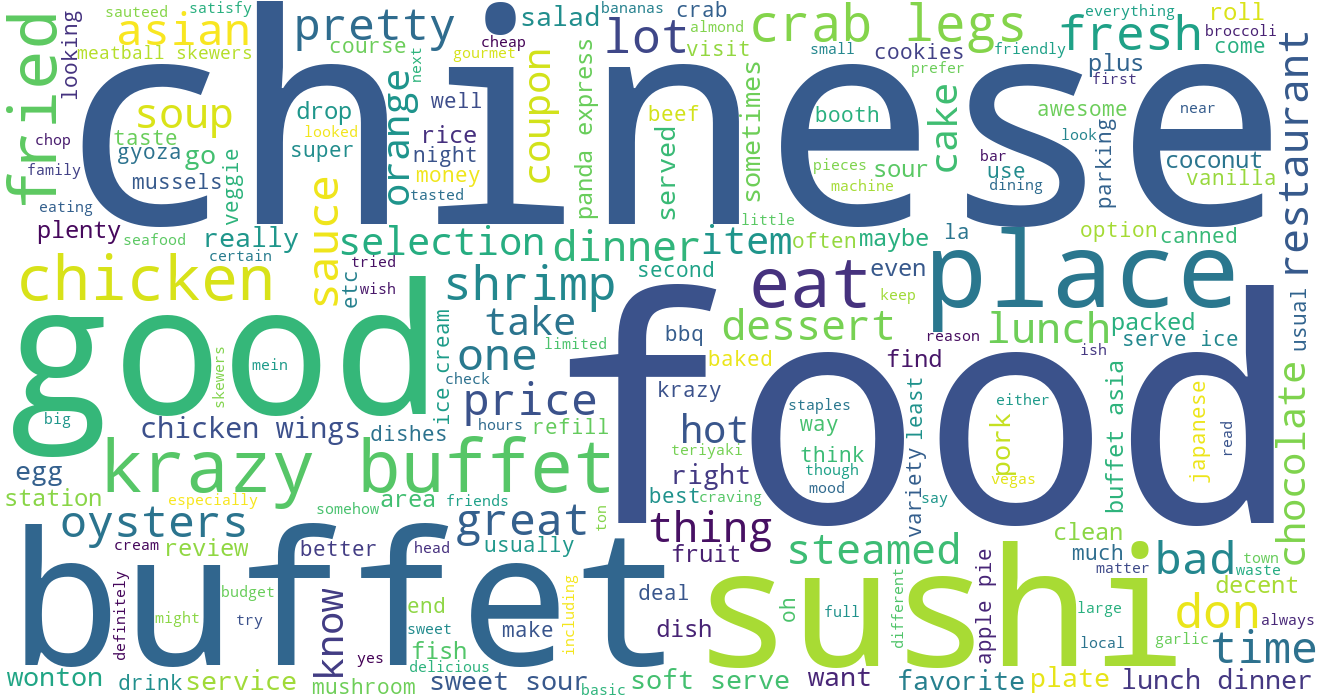 chinese
food
good
buffet
sushi
place
krazy buffet
chicken
eat
fried
asian
pretty
lot
salad
crab legs
fresh
bananas
crab
almond
visit
cookies
everything
friendly
roll
broccoli
come
plus
first
sauteed
satisfy
meatball skewers
looking
course
next
cheap
gourmet
coupon
small
prefer
soup
taste
gyoza
go
mussels
veggie
chop
family
eating
drop
looked
super
orange
well
rice
night
money
tasted
panda express
beef
served
sometimes
booth
pieces
sour
machine
cake
awesome
look
near
bar
use
dining
parking
coconut
vanilla
restaurant
plenty
seafood
really
certain
sauce
etc
tried
wish
selection
dinner
item
little
often
maybe
la
option
canned
second
even
keep
shrimp
take
one
limited
bbq
dessert
baked
find
reason
lunch
packed
serve ice
ish
usual
skewers
mein
ice cream
check
price
hours
refill
krazy
hot
teriyaki
right
best
craving
variety
least
staples
way
think
though
mood
either
pork
vegas
buffet asia
japanese
read
chocolate
big
chicken wings
dishes
egg
station
especially
somehow
area
friends
say
oysters
great
ton
thing
cream
review
better
head
usually
fruit
steamed
clean
much
matter
bad
town
waste
decent
definitely
might
budget
try
know
end
sweet
yes
fish
delicious
make
including
deal
dish
oh
full
different
apple pie
large
local
garlic
don
always
time
wonton
drink
service
mushroom
sweet sour
basic
soft serve
want
favorite
plate
lunch dinner